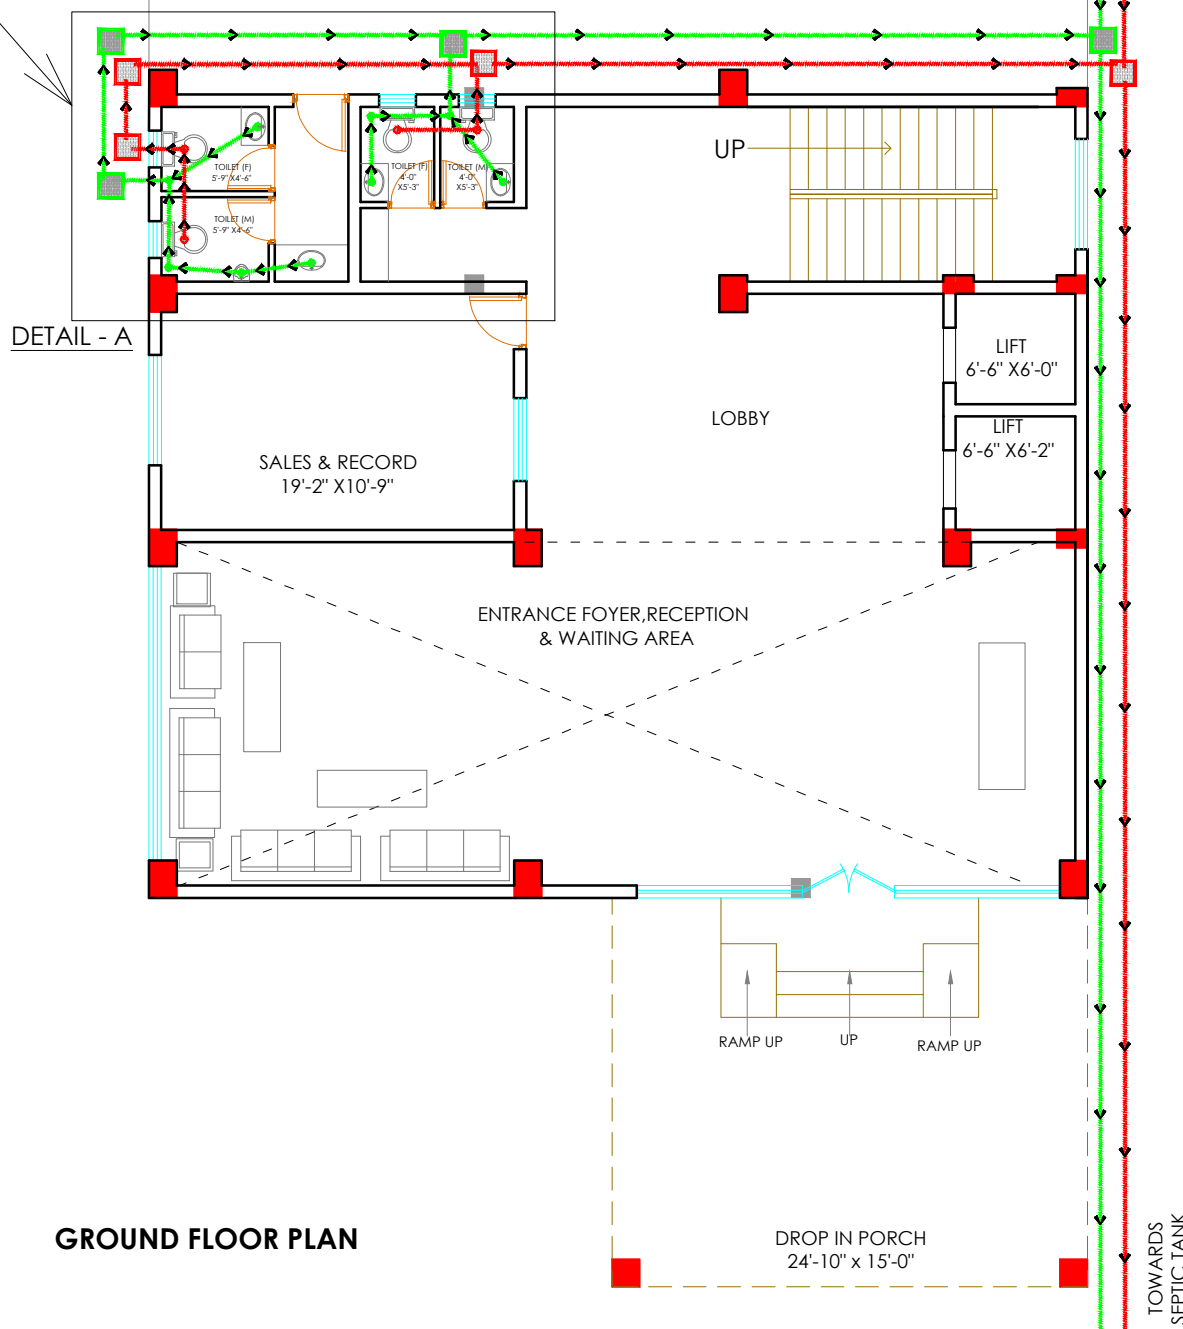 UP
TOILET (F)
5'-9" X4'-6"
TOILET (F)
4'-0"
X5'-3"
TOILET (M)
4'-0"
X5'-3"
TOILET (M)
5'-9" X4'-6"
DETAIL - A
LIFT
6'-6" X6'-0"
LOBBY
LIFT
6'-6" X6'-2"
SALES & RECORD
19'-2" X10'-9"
ENTRANCE FOYER,RECEPTION
& WAITING AREA
RAMP UP
UP
RAMP UP
GROUND FLOOR PLAN
DROP IN PORCH
24'-10" x 15'-0"
TOWARDS
SEPTIC TANK